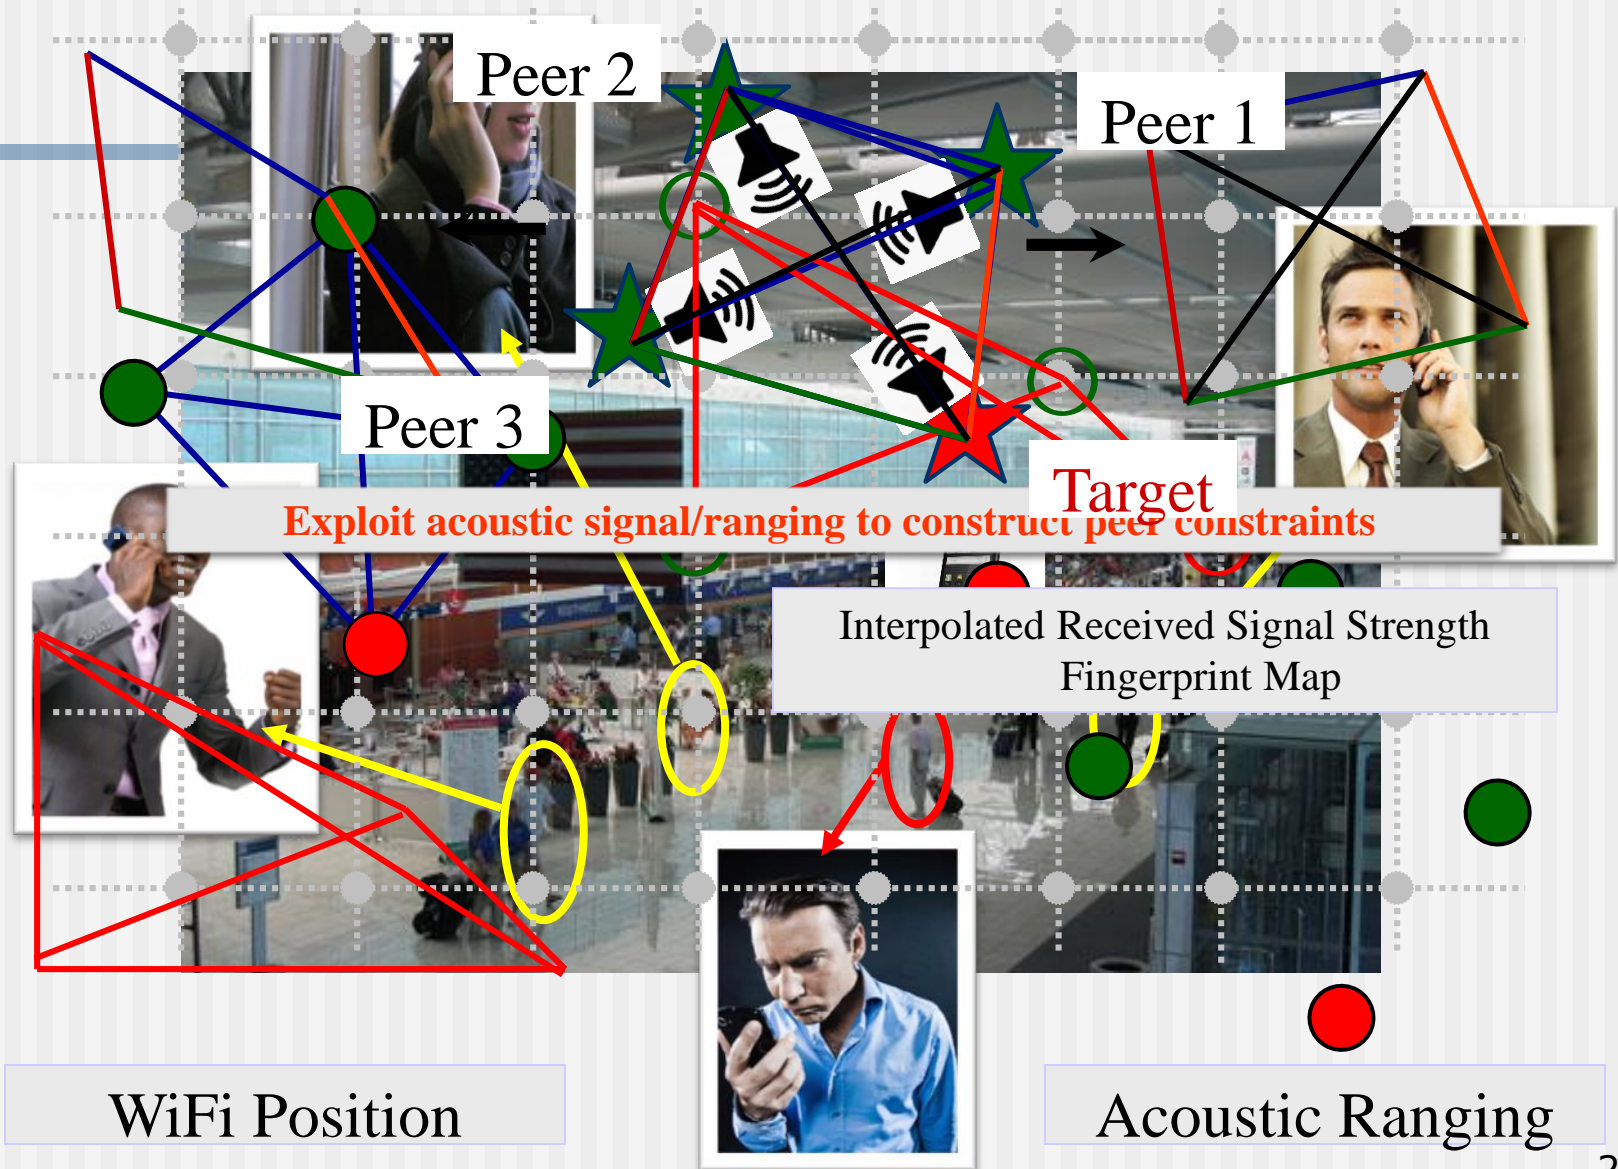 Peer 2
Peer 1
Peer 3
Target
Exploit acoustic signal/ranging to construct peer constraints
Interpolated Received Signal Strength
Fingerprint Map
WiFi Position
Acoustic Ranging